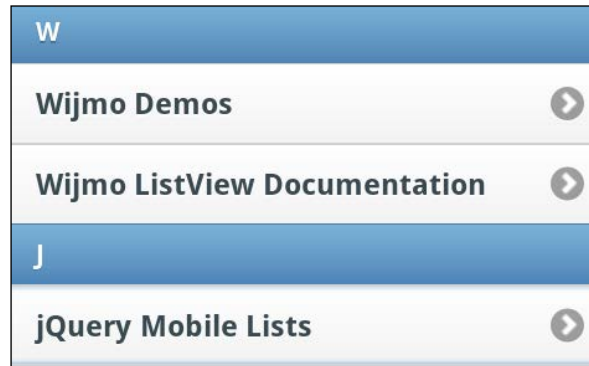 W
Wijmo Demos
Wijmo ListView Documentation
J
jQuery Mobile Lists